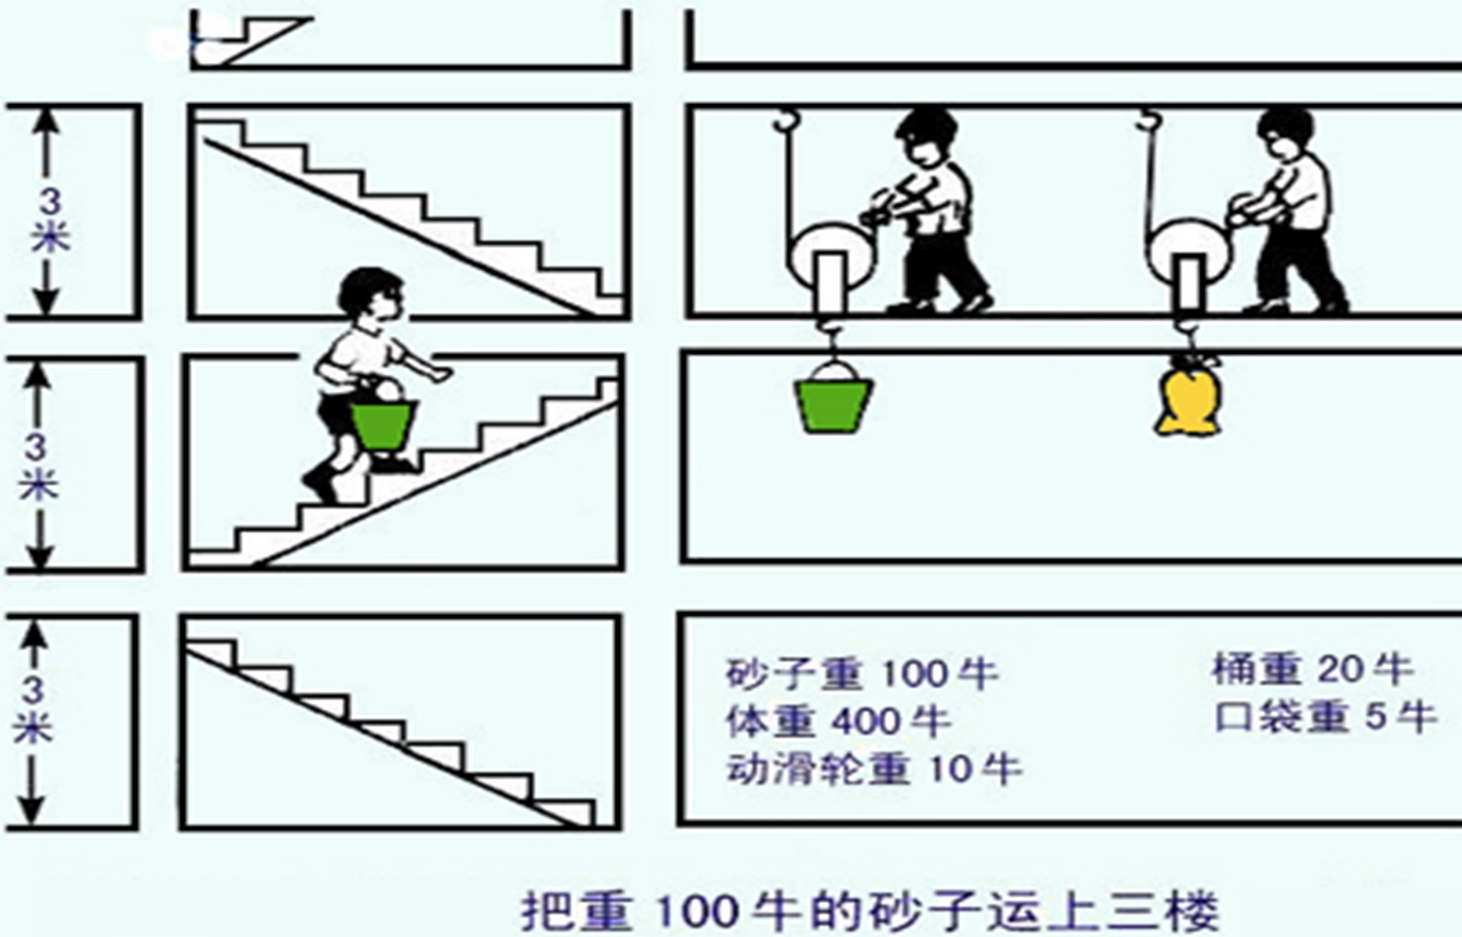 3
米
3
米
3
米
砂子重 100 牛
体重 400 牛
动滑轮重 10 牛
桶重 20 牛
口袋重 5 牛
把重 100 牛的砂子运上三楼